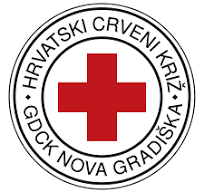 HRVATSKI CRVENI KRIŽ
GDCK NOVA GRADIŠKA